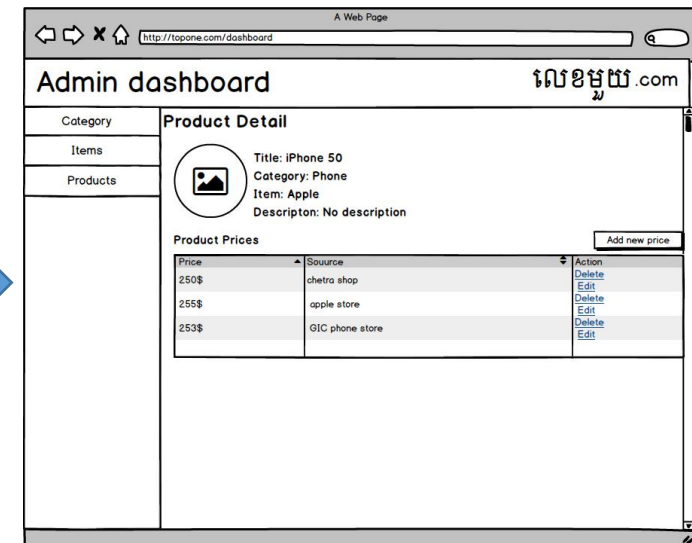 A Web Page
http://topone.com/dashboard
Admin dashboard
លេខមួយ.com
Category
Items
Products
Product Detail
Title: iPhone 50
Category: Phone
Item: Apple
Descripton: No description
Product Prices
Add new price
Price Souurce Action
250$ chetra shop Delete
Edit
255$ apple store Delete
Edit
253$ GIC phone store Delete
Edit